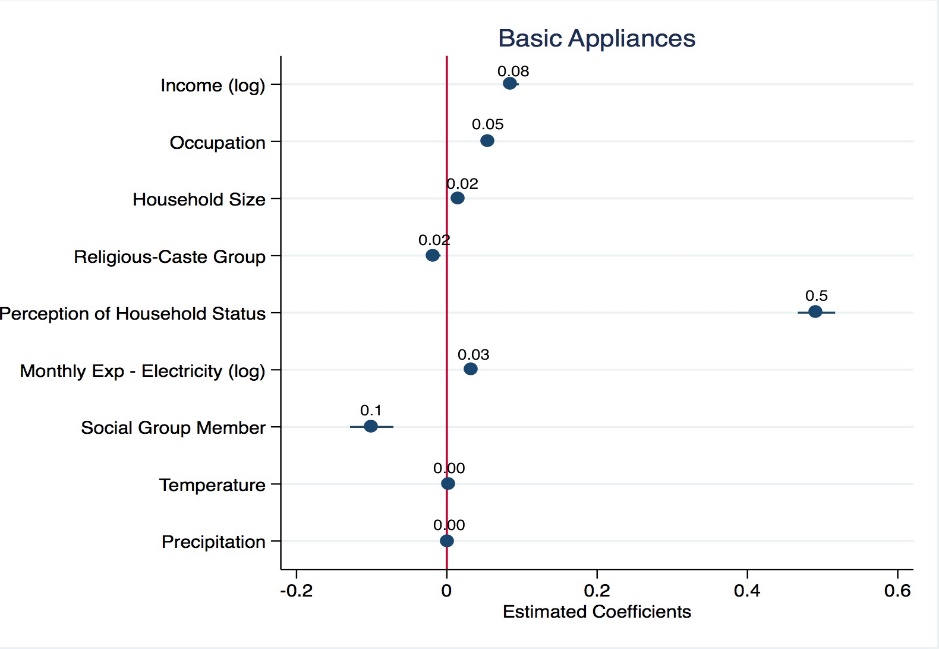 Basic Appliances
Income (log)
0.08
Occupation
0.05
Household Size
0.02
Religious-Caste Group
0.02
Perception of Household Status
0.5
Monthly Exp - Electricity (log)
0.03
Social Group Member
0.1
Temperature
0.00
Precipitation
0.00
-0.2 0 0.2 0.4 0.6
Estimated Coefficients